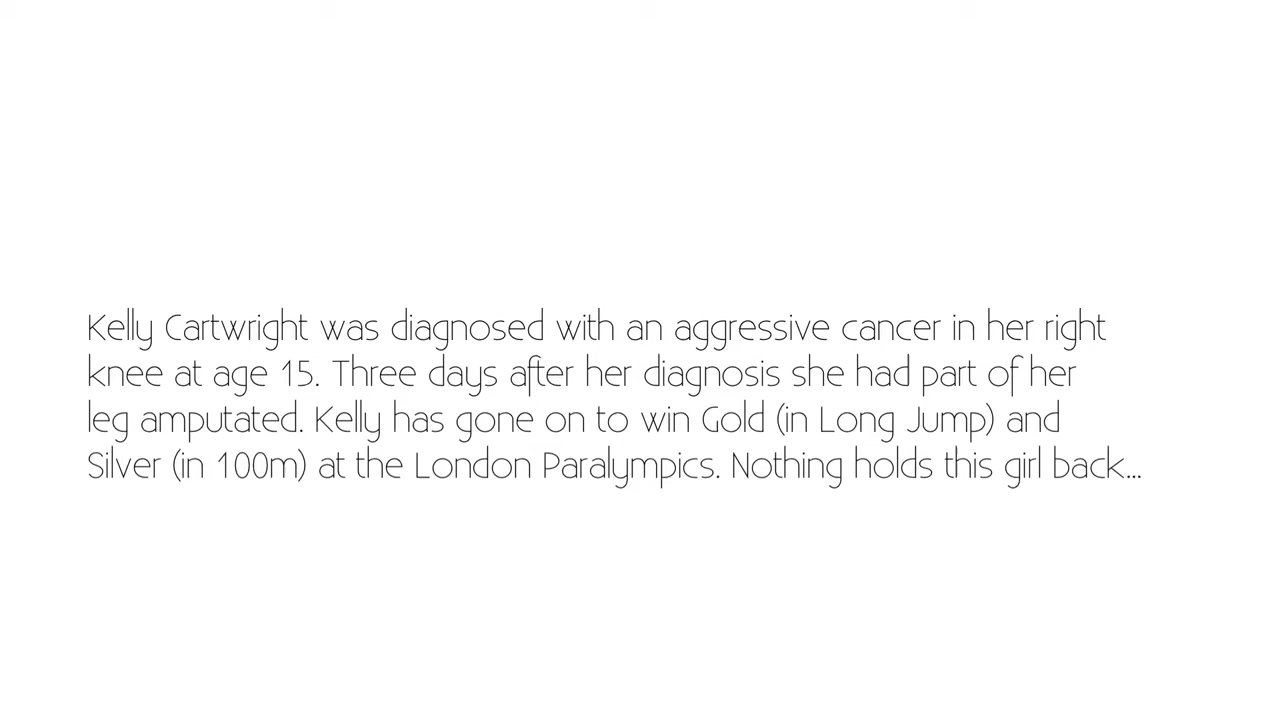 Kelly Cartwright was diagnosed with an aggressive cancer in her right
knee at age 15. Three days after her diagnosis she had part of her
leg amputated. Kelly has gone on to win Gold (in Long Jump) and
Silver (in 100m) at the London Paralympics. Nothing holds this girl back...